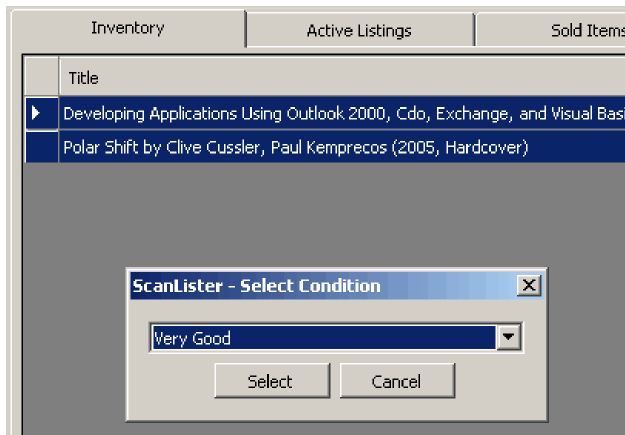 Inventory
Active Listings
Sold Items
Title
Developing Applications Using Outlook 2000, Cdo, Exchange, and Visual Basi
Polar Shift by Clive Cussler, Paul Kemprecos (2005, Hardcover)
ScanLister - Select Condition
Very Good
Select
Cancel